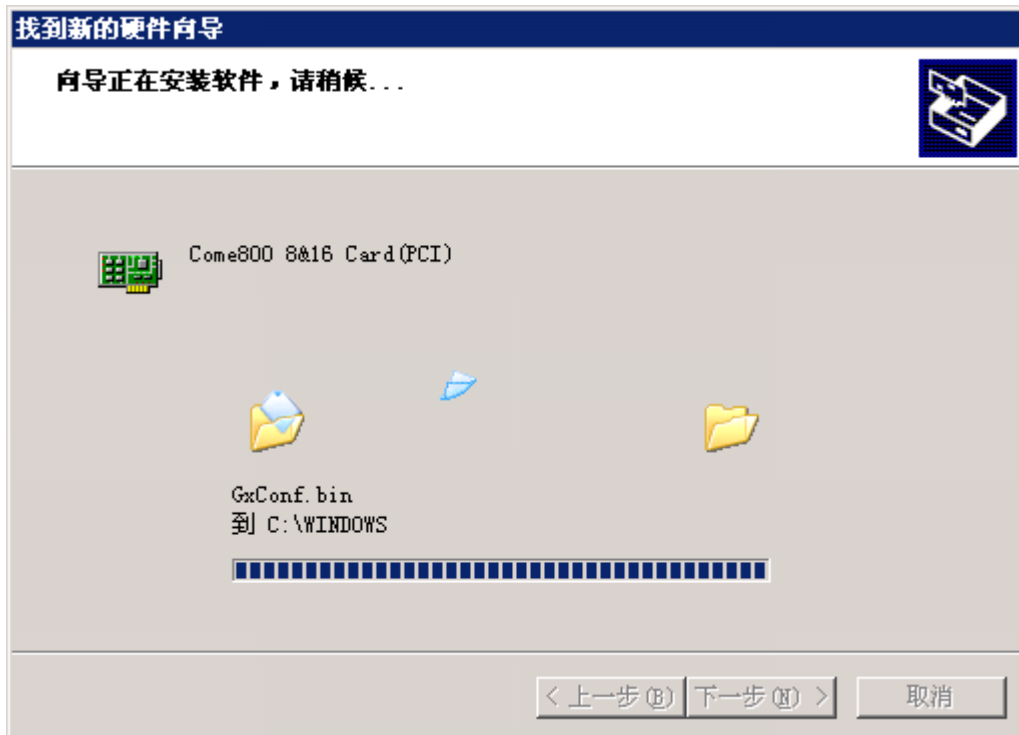 找到新的硬件向导
向导正在安装软件，请稍候...
Come800 8&16 Card(PCI)
GxConf.bin
到 C:\WINDOWS
< 上一步(B) 下一步(N) > 取消